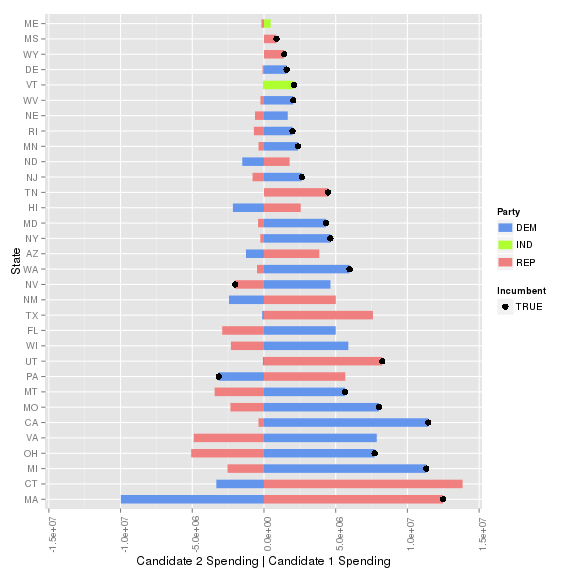 ME
MS
WY
DE
VT
WV
NE
RI
MN
ND
NJ
TN
HI
MD
NY
AZ
WA
NV
NM
TX
FL
WI
UT
PA
MT
MO
CA
VA
OH
MI
CT
MA
State
-1.5e+07
-1.0e+07
-5.0e+06
0.0e+00
5.0e+06
1.0e+07
1.5e+07
Candidate 2 Spending | Candidate 1 Spending
Party
DEM
IND
REP
Incumbent
TRUE